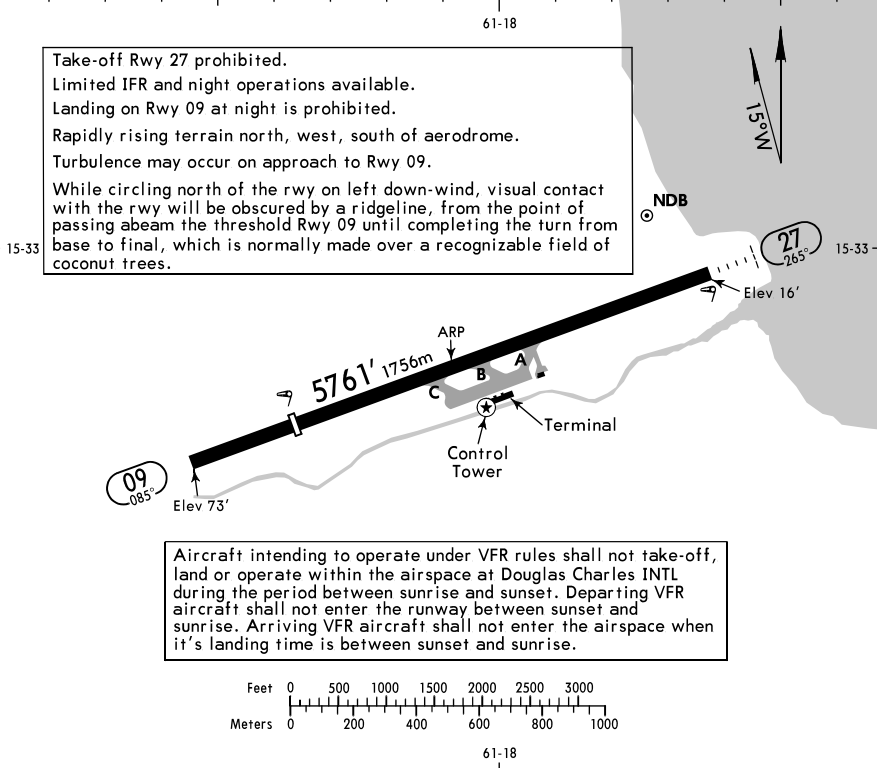 61-18
Take-off Rwy 27 prohibited.
Limited IFR and night operations available.
Landing on Rwy 09 at night is prohibited.
Rapidly rising terrain north, west, south of aerodrome.
Turbulence may occur on approach to Rwy 09.
While circling north of the rwy on left down-wind, visual contact
with the rwy will be obscured by a ridgeline, from the point of
passing abeam the threshold Rwy 09 until completing the turn from
base to final, which is normally made over a recognizable field of
coconut trees.
15°W
NDB
15-33
27
265°
15-33
Elev 16'
ARP
5761' 1756m
A
B
C
Terminal
Control
Tower
09
085°
Elev 73'
Aircraft intending to operate under VFR rules shall not take-off,
land or operate within the airspace at Douglas Charles INTL
during the period between sunrise and sunset. Departing VFR
aircraft shall not enter the runway between sunset and
sunrise. Arriving VFR aircraft shall not enter the airspace when
it's landing time is between sunset and sunrise.
Feet 0 500 1000 1500 2000 2500 3000
Meters 0 200 400 600 800 1000
61-18